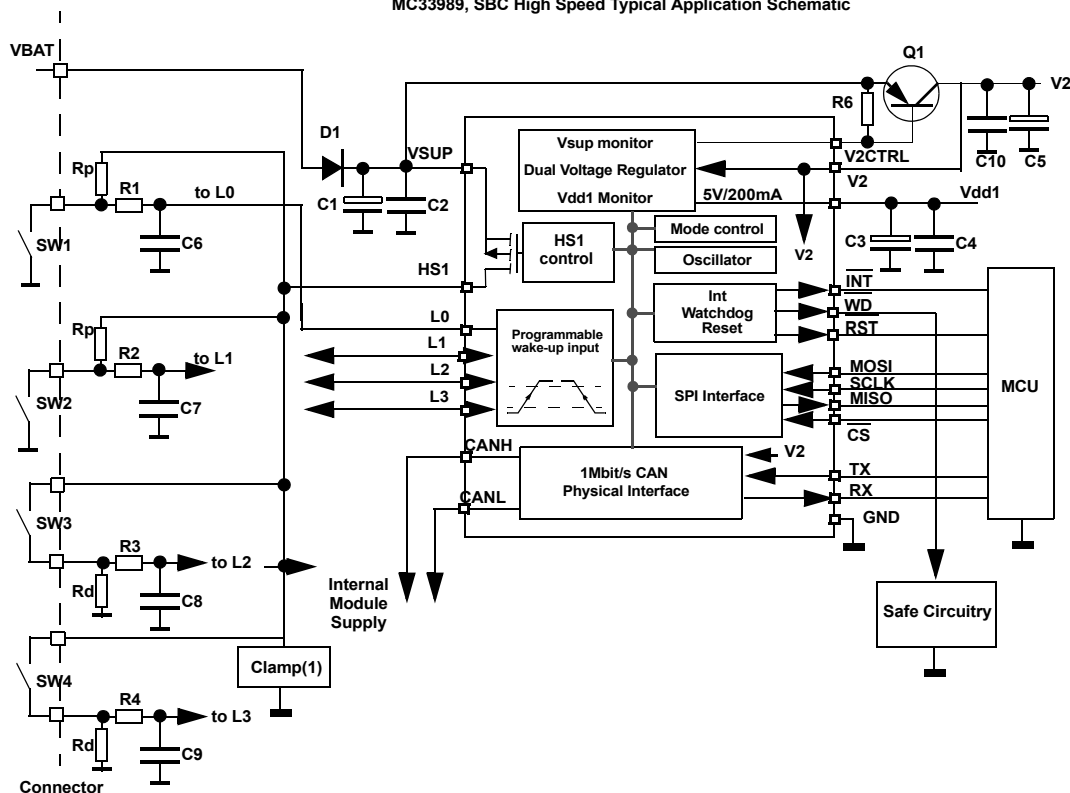 MC33989, SBC High Speed Typical Application Schematic
VBAT
Q1
V2
R6
C10
C5
D1
VSUP
Vsup monitor
Dual Voltage Regulator
Vdd1 Monitor
V2CTRL
V2
5V/200mA
Vdd1
Rp
R1
to L0
C1
C2
SW1
C6
HS1
control
Mode control
Oscillator
V2
C3
C4
HS1
INT
WD
RST
Int
Watchdog
Reset
Rp
R2
to L1
L0
L1
L2
L3
Programmable
wake-up input
SPI Interface
MOSI
SCLK
MISO
CS
MCU
SW2
C7
CANH
CANL
1Mbit/s CAN
Physical Interface
V2
TX
RX
GND
SW3
R3
to L2
Rd
C8
Internal
Module
Supply
Safe Circuitry
Clamp(1)
SW4
R4
to L3
Rd
C9
Connector